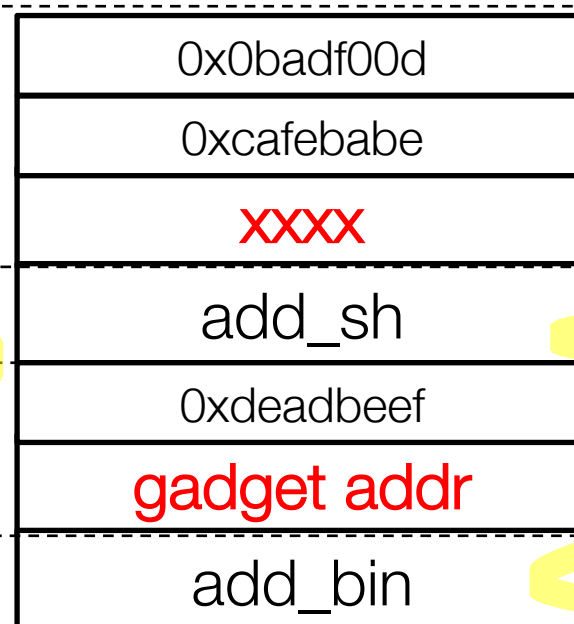 0x0badf00d
0xcafebabe
xxxx
add_sh
0xdeadbeef
gadget addr
add_bin